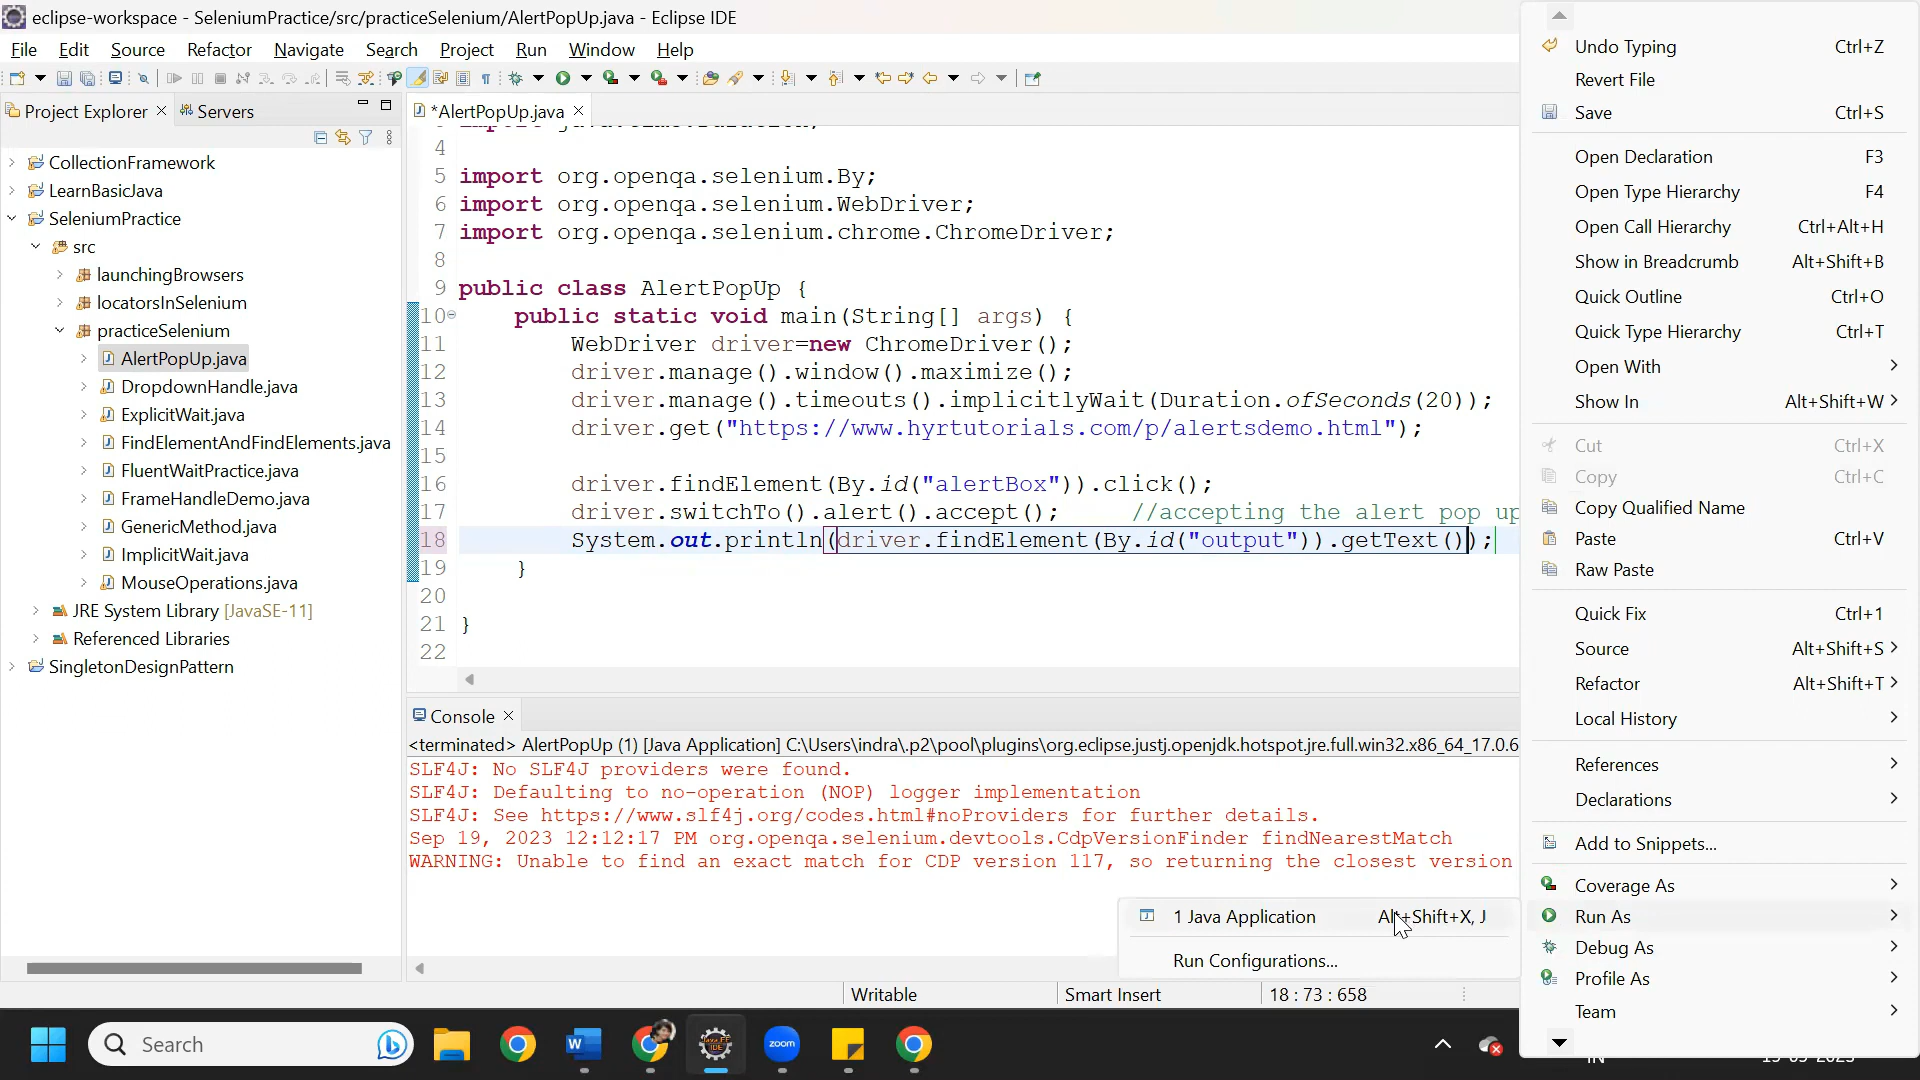 eclipse-workspace - SeleniumPractice/src/practiceSelenium/AlertPopUp.java - Eclipse IDE
File Edit Source Refactor Navigate Search Project Run Window Help
Project Explorer
Servers
CollectionFramework
LearnBasicJava
SeleniumPractice
src
launchingBrowsers
locatorsInSelenium
practiceSelenium
AlertPopUp.java
DropdownHandle.java
ExplicitWait.java
FindElementAndFindElements.java
FluentWaitPractice.java
FrameHandleDemo.java
GenericMethod.java
ImplicitWait.java
MouseOperations.java
JRE System Library [JavaSE-11]
Referenced Libraries
SingletonDesignPattern
*AlertPopUp.java
4
5 import org.openqa.selenium.By;
6 import org.openqa.selenium.WebDriver;
7 import org.openqa.selenium.chrome.ChromeDriver;
8
9 public class AlertPopUp {
10 public static void main(String[] args) {
11 WebDriver driver=new ChromeDriver();
12 driver.manage().window().maximize();
13 driver.manage().timeouts().implicitlyWait(Duration.ofSeconds(20));
14 driver.get("https://www.hyrtutorials.com/p/alertsdemo.html");
15
16 driver.findElement(By.id("alertBox")).click();
17 driver.switchTo().alert().accept(); //accepting the alert pop up
18 System.out.println(driver.findElement(By.id("output")).getText());
19 }
20
21 }
22
Console
<terminated> AlertPopUp (1) [Java Application] C:\Users\indra\.p2\pool\plugins\org.eclipse.justj.openjdk.hotspot.jre.full.win32.x86_64_17.0.6
SLF4J: No SLF4J providers were found.
SLF4J: Defaulting to no-operation (NOP) logger implementation
SLF4J: See https://www.slf4j.org/codes.html#noProviders for further details.
Sep 19, 2023 12:12:17 PM org.openqa.selenium.devtools.CdpVersionFinder findNearestMatch
WARNING: Unable to find an exact match for CDP version 117, so returning the closest version
1 Java Application Alt+Shift+X, J
Run Configurations...
Writable Smart Insert 18 : 73 : 658
Undo Typing Ctrl+Z
Revert File
Save Ctrl+S
Open Declaration F3
Open Type Hierarchy F4
Open Call Hierarchy Ctrl+Alt+H
Show in Breadcrumb Alt+Shift+B
Quick Outline Ctrl+O
Quick Type Hierarchy Ctrl+T
Open With
Show In Alt+Shift+W
Cut Ctrl+X
Copy Ctrl+C
Copy Qualified Name
Paste Ctrl+V
Raw Paste
Quick Fix Ctrl+1
Source Alt+Shift+S
Refactor Alt+Shift+T
Local History
References
Declarations
Add to Snippets...
Coverage As
Run As
Debug As
Profile As
Team
Search
zoom